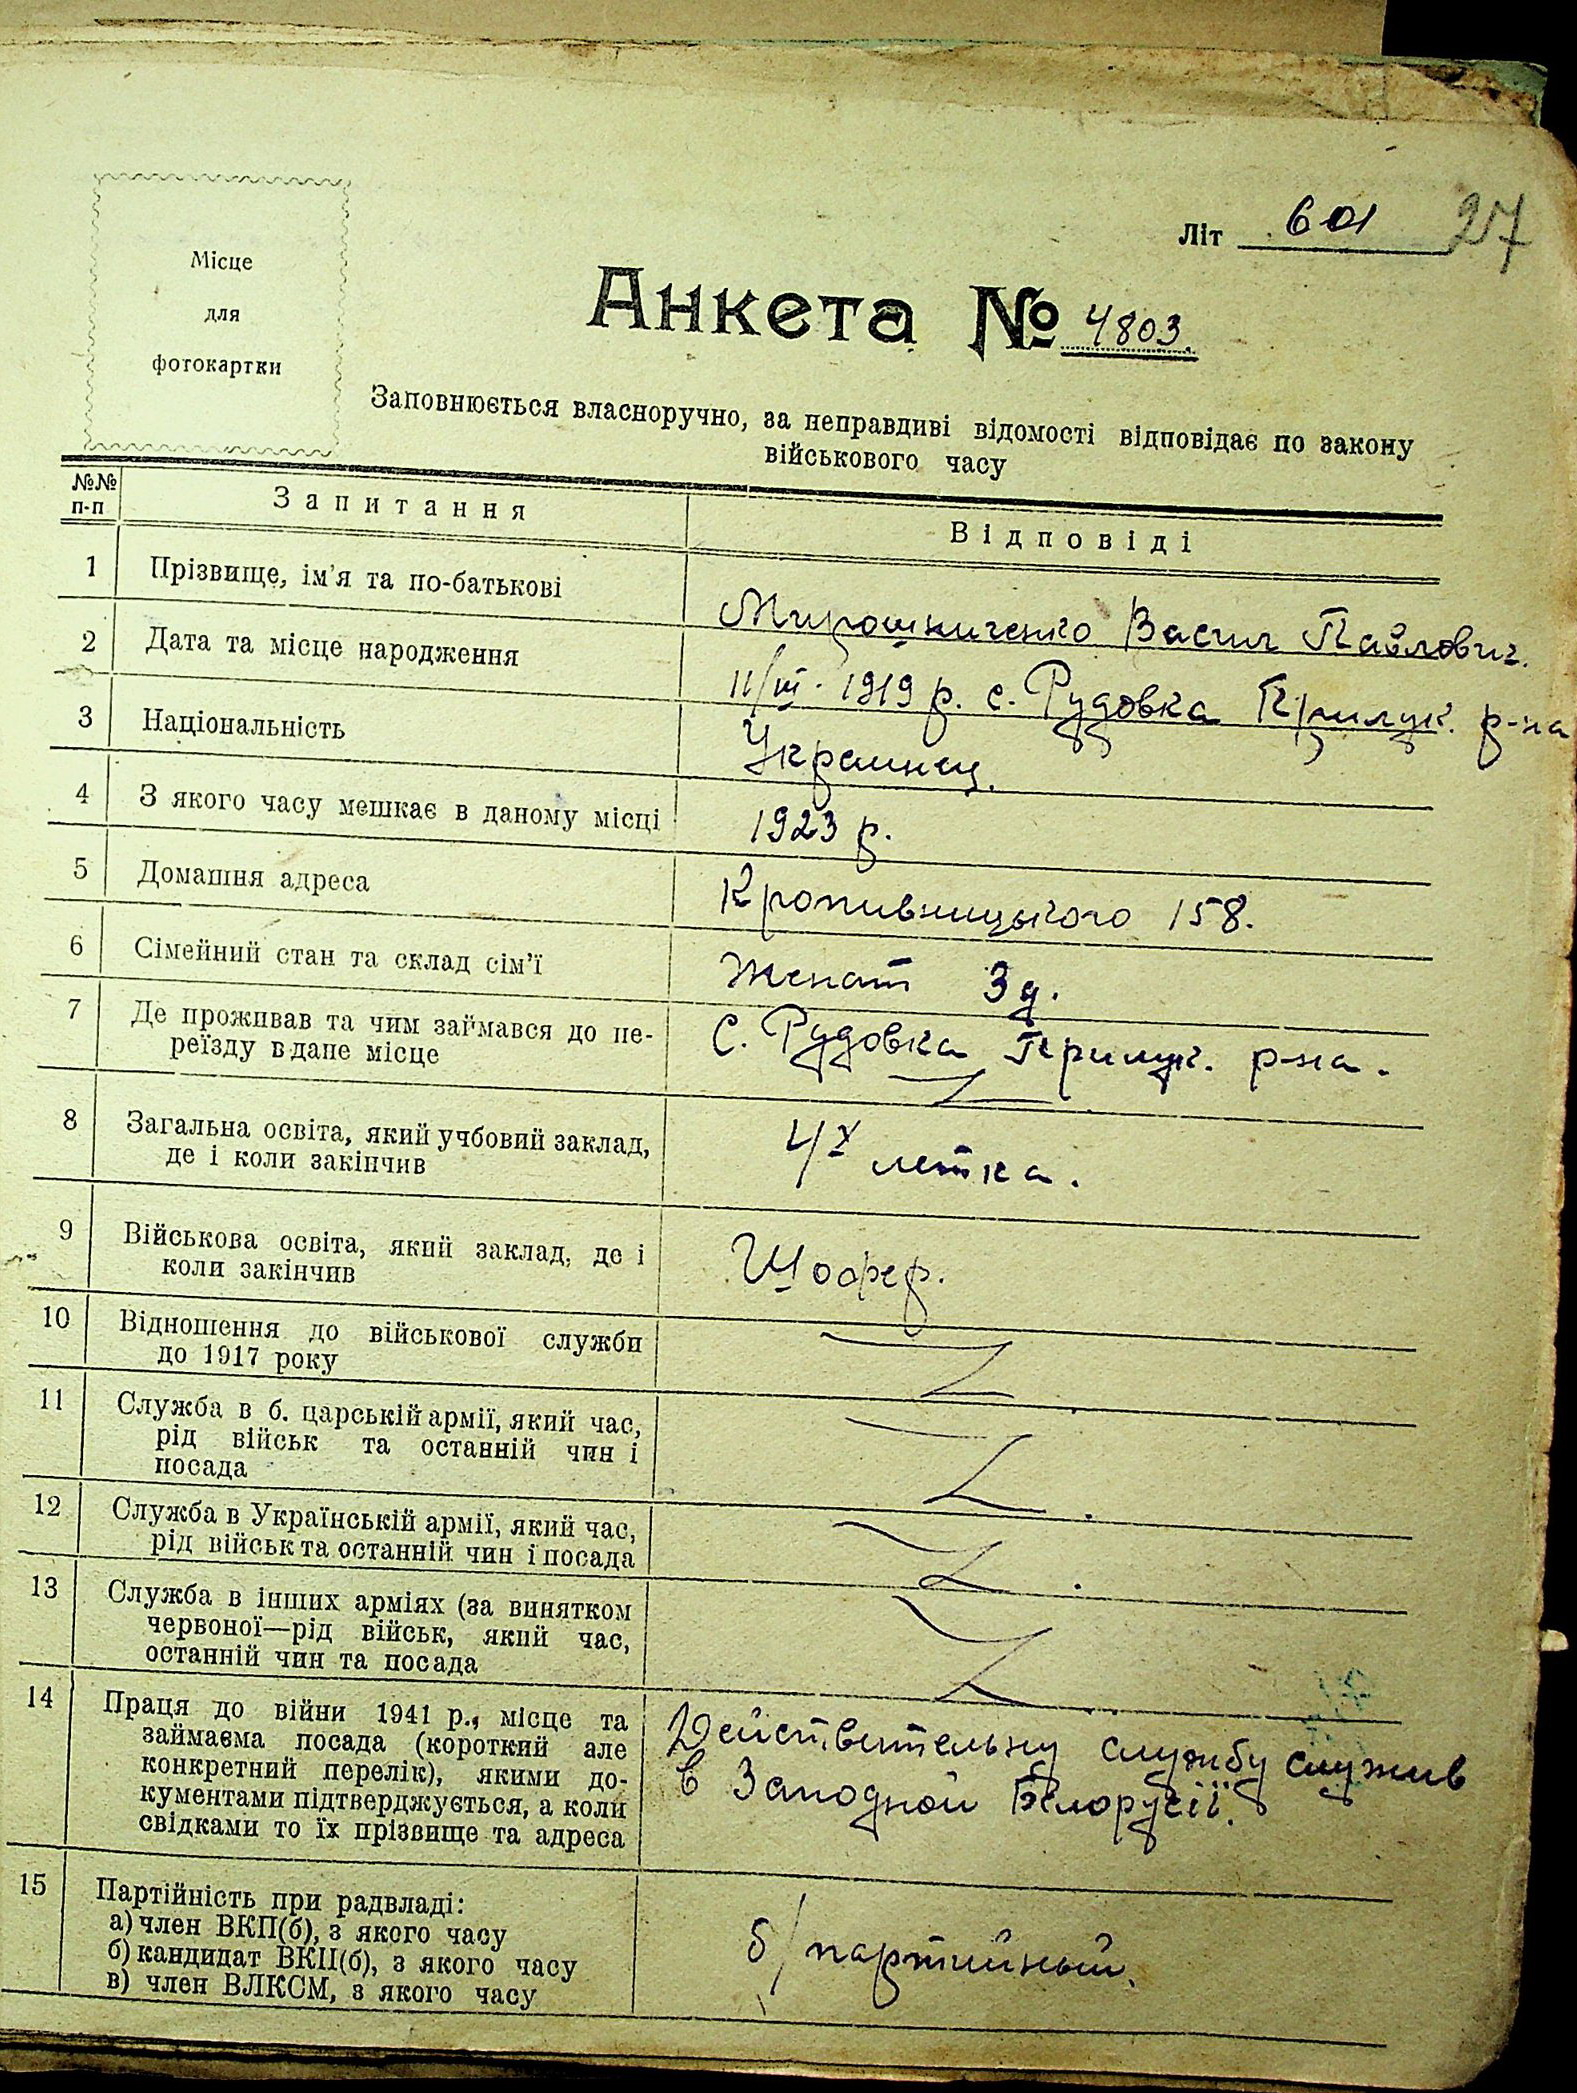 Місце
для
фотокартки
Літ 601 27
Анкета № 4803.
Заповнюється власноручно, за неправдиві відомості відповідає по закону
військового часу
№№ п-п Запитання Відповіді
1 Прізвище, ім'я та по-батькові Мирошниченко Васил Павлович.
2 Дата та місце народження 11/III. 1919 р. с. Рудовка Прилук. р-на
3 Національність Украинец.
4 З якого часу мешкає в даному місці 1923 р.
5 Домашня адреса Кропивницького 158.
6 Сімейний стан та склад сім'ї Женат 3 д.
7 Де проживав та чим займався до пе-
реїзду в дане місце С. Рудовка Прилук. р-на.
8 Загальна освіта, який учбовий заклад,
де і коли закінчив 4х летка.
9 Військова освіта, який заклад, де і
коли закінчив Шофер.
10 Відношення до військової служби
до 1917 року
11 Служба в б. царській армії, який час,
рід військ та останній чин і
посада
12 Служба в Українській армії, який час,
рід військ та останній чин і посада
13 Служба в інших арміях (за винятком
червоної—рід військ, який час,
останній чин та посада
14 Праця до війни 1941 р., місце та
займаєма посада (короткий але
конкретний перелік), якими до-
кументами підтверджується, а коли
свідками то їх прізвище та адреса
Действительну службу служив
в Западной Білорусії.
15 Партійність при радвладі:
а) член ВКП(б), з якого часу
б) кандидат ВКП(б), з якого часу
в) член ВЛКСМ, з якого часу
б/партийный.